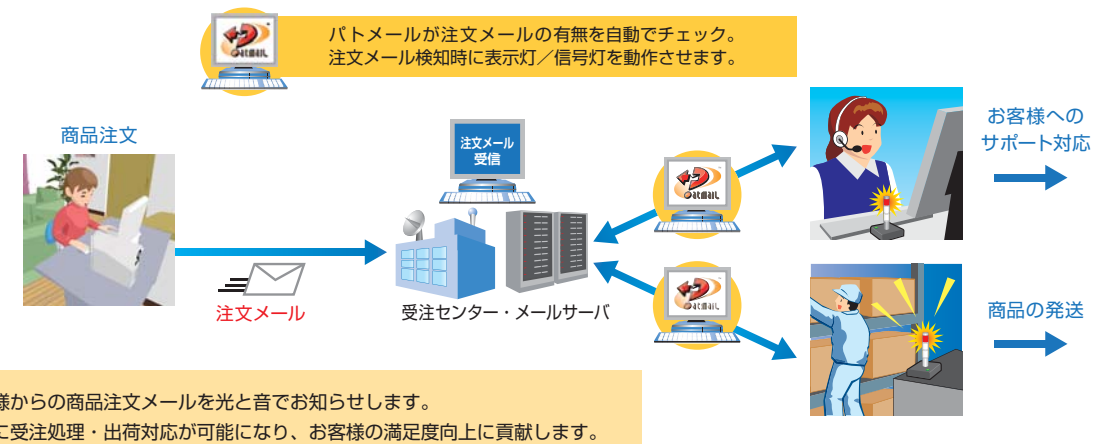 パトメールが注文メールの有無を自動でチェック。
注文メール検知時に表示灯／信号灯を動作させます。
商品注文
注文メール
受信
お客様への
サポート対応
注文メール
受注センター・メールサーバ
商品の発送
様からの商品注文メールを光と音でお知らせします。
に受注処理・出荷対応が可能になり、お客様の満足度向上に貢献します。